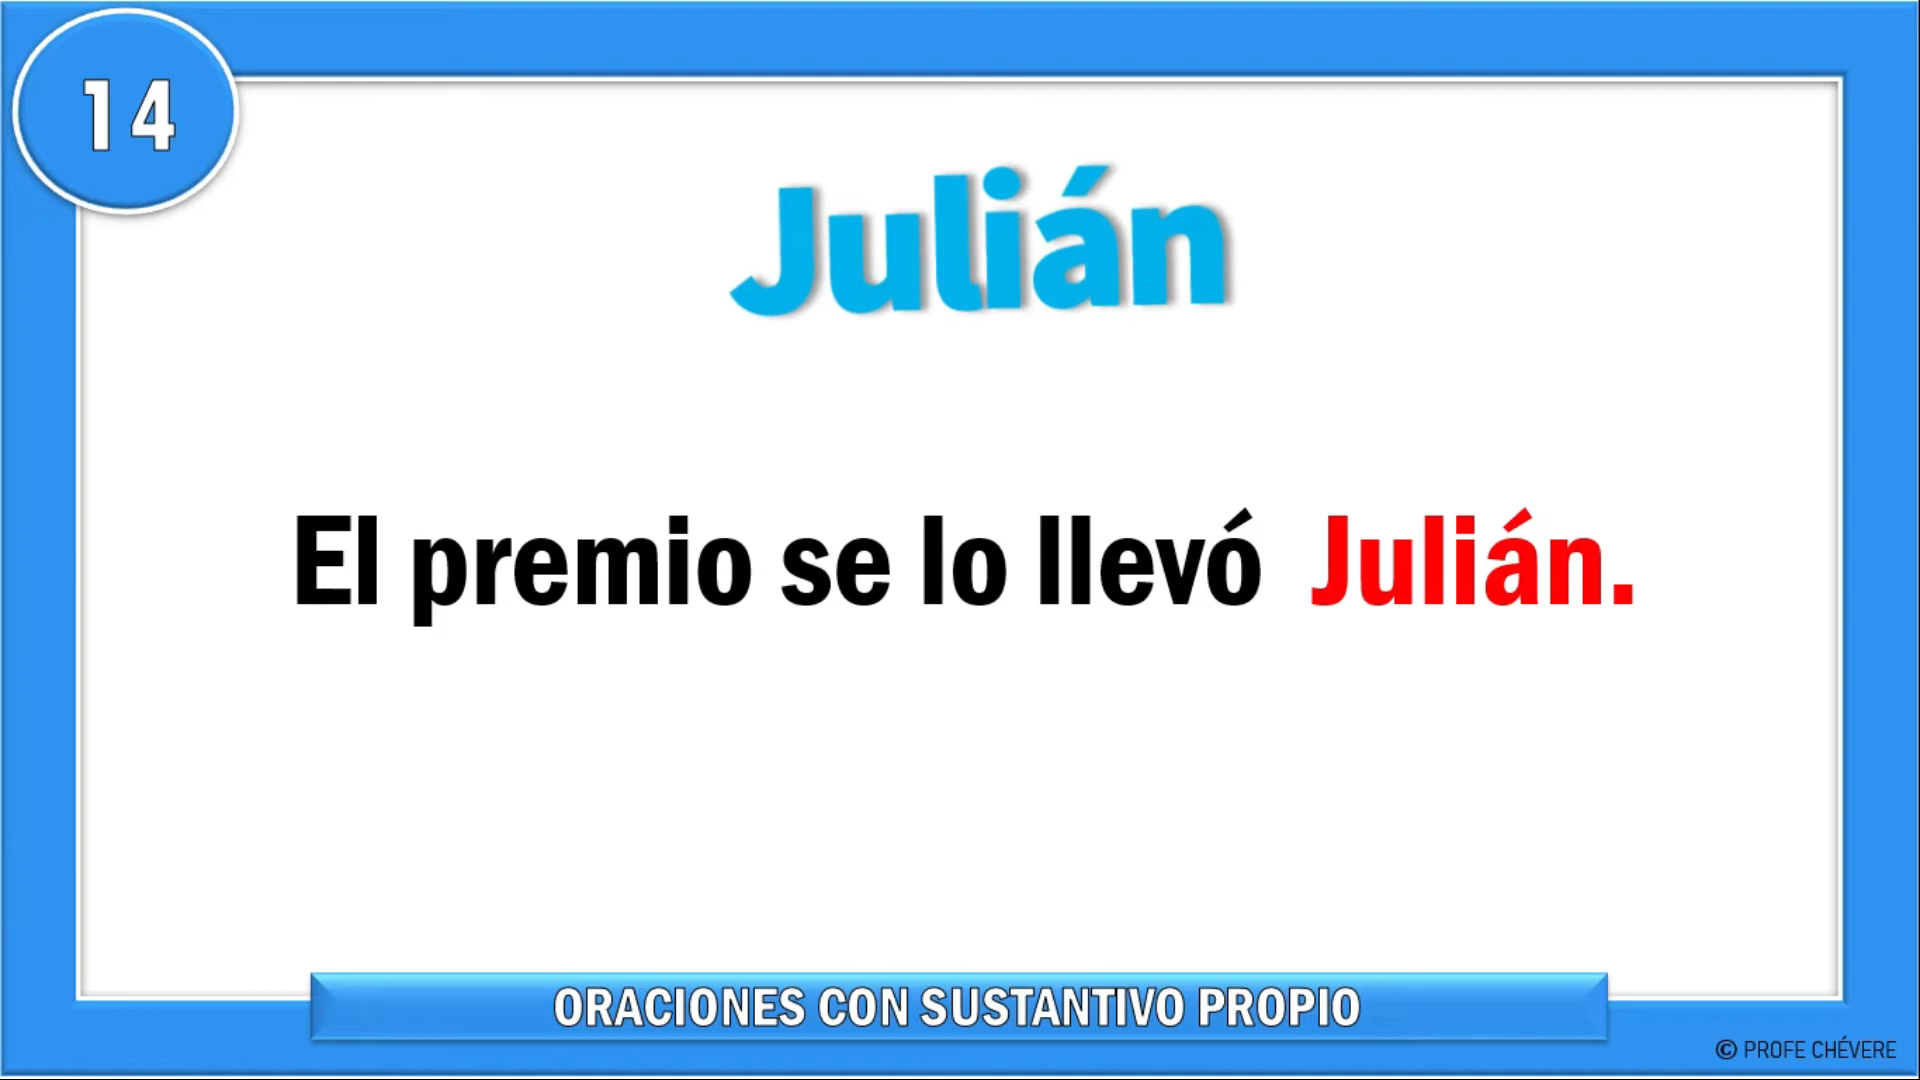 14
Julián
El premio se lo llevó Julián.
ORACIONES CON SUSTANTIVO PROPIO
© PROFE CHÉVERE